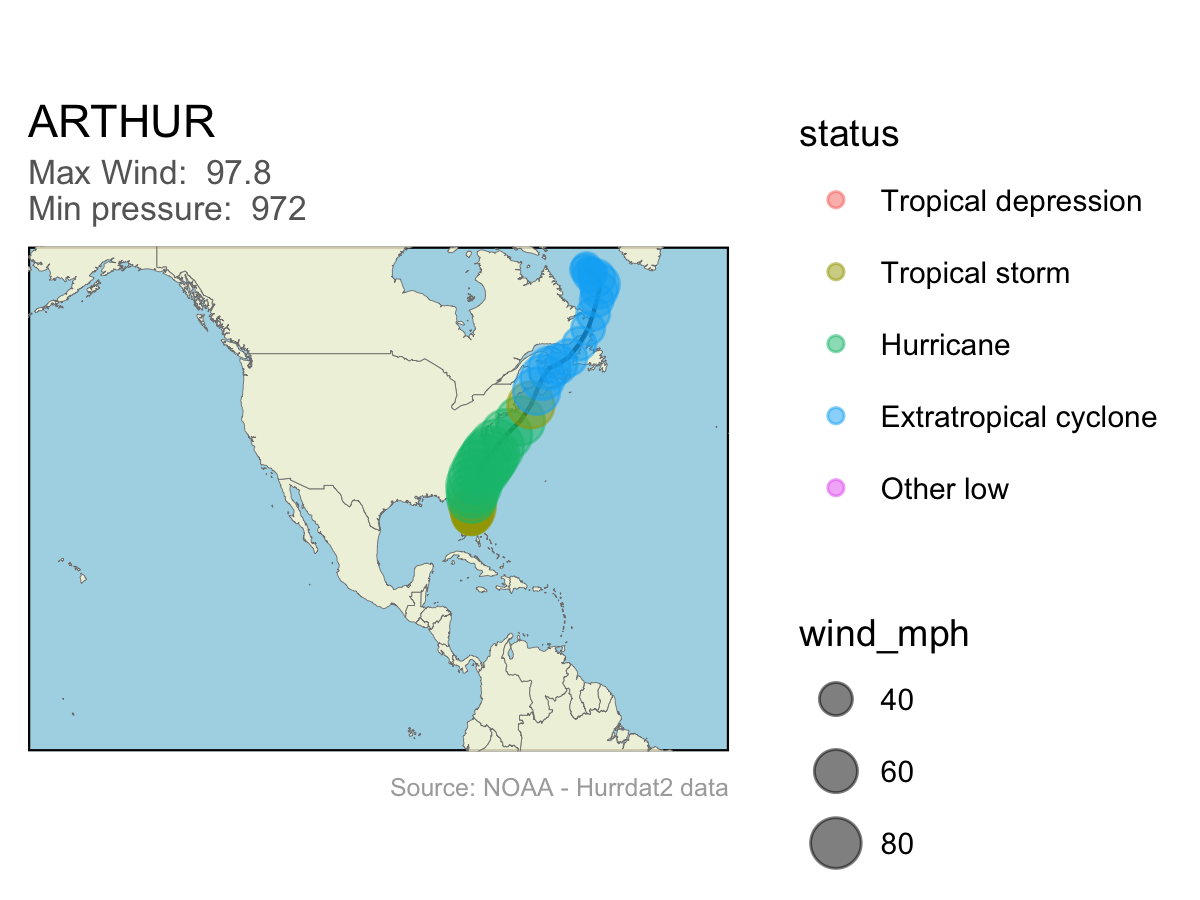 ARTHUR
Max Wind:  97.8
Min pressure:  972
Source: NOAA - Hurrdat2 data
status
Tropical depression
Tropical storm
Hurricane
Extratropical cyclone
Other low
wind_mph
40
60
80